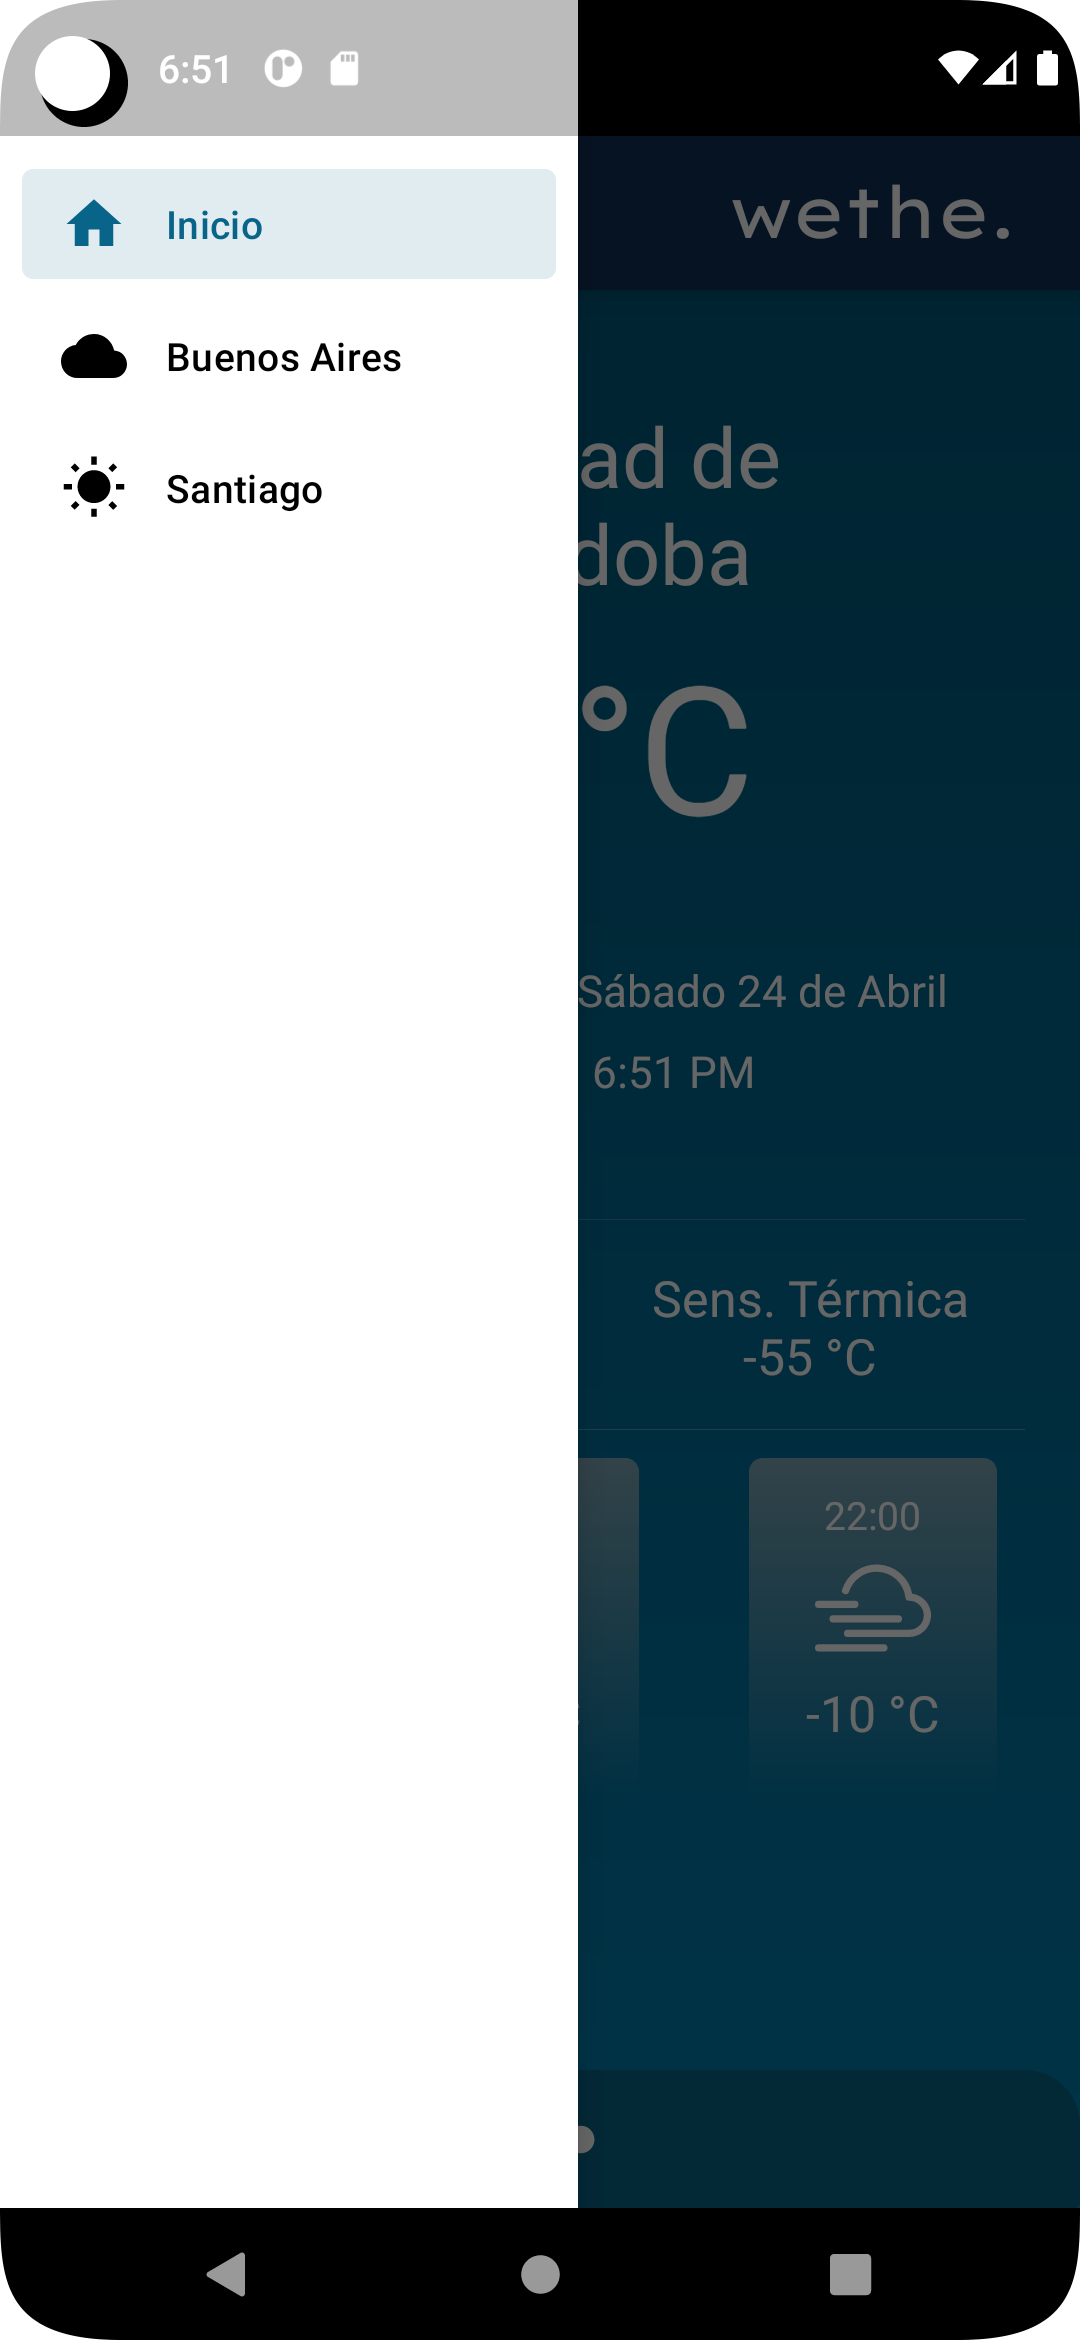 6:51
wethe.
Inicio
Buenos Aires
Santiago
ad de
doba
°C
Sábado 24 de Abril
6:51 PM
Sens. Térmica
-55 °C
22:00
-10 °C